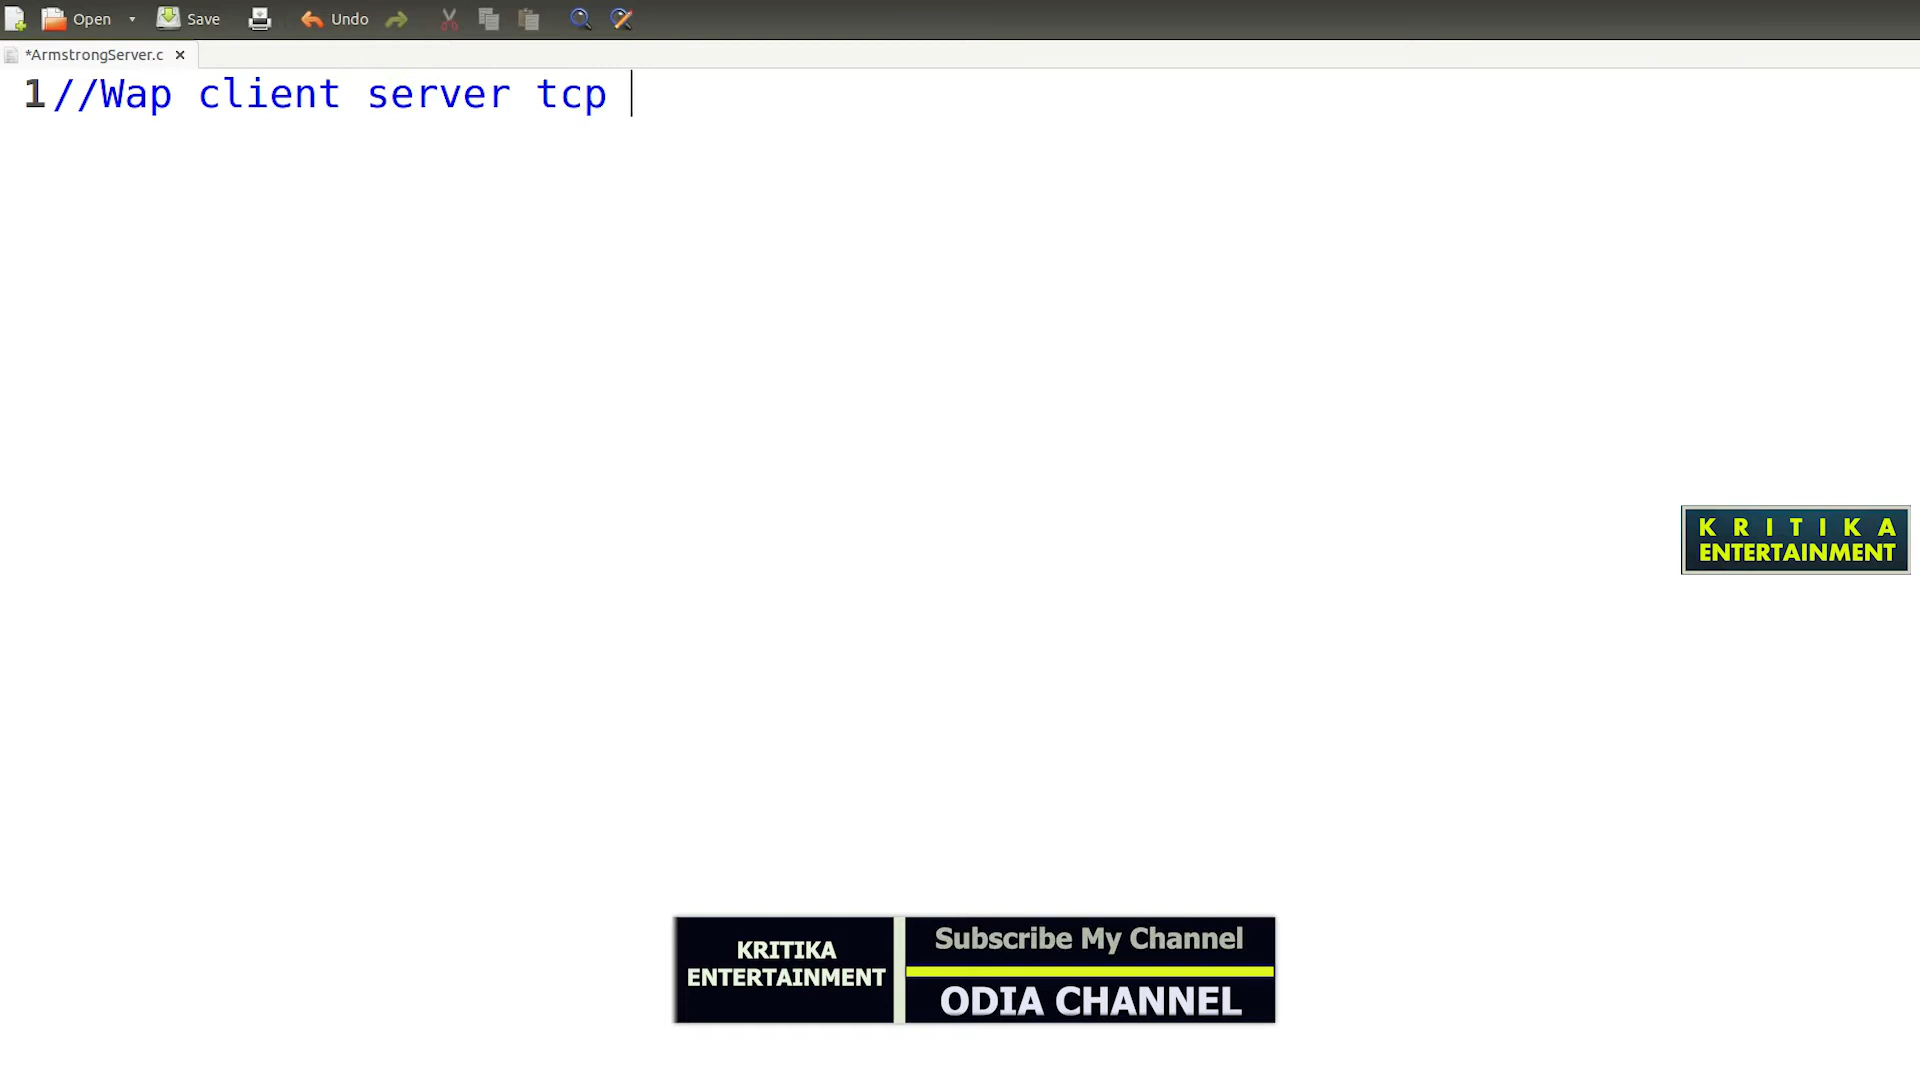 Open Save Undo
*ArmstrongServer.c ×
1 //Wap client server tcp
K R I T I K A
ENTERTAINMENT
KRITIKA
ENTERTAINMENT
Subscribe My Channel
ODIA CHANNEL